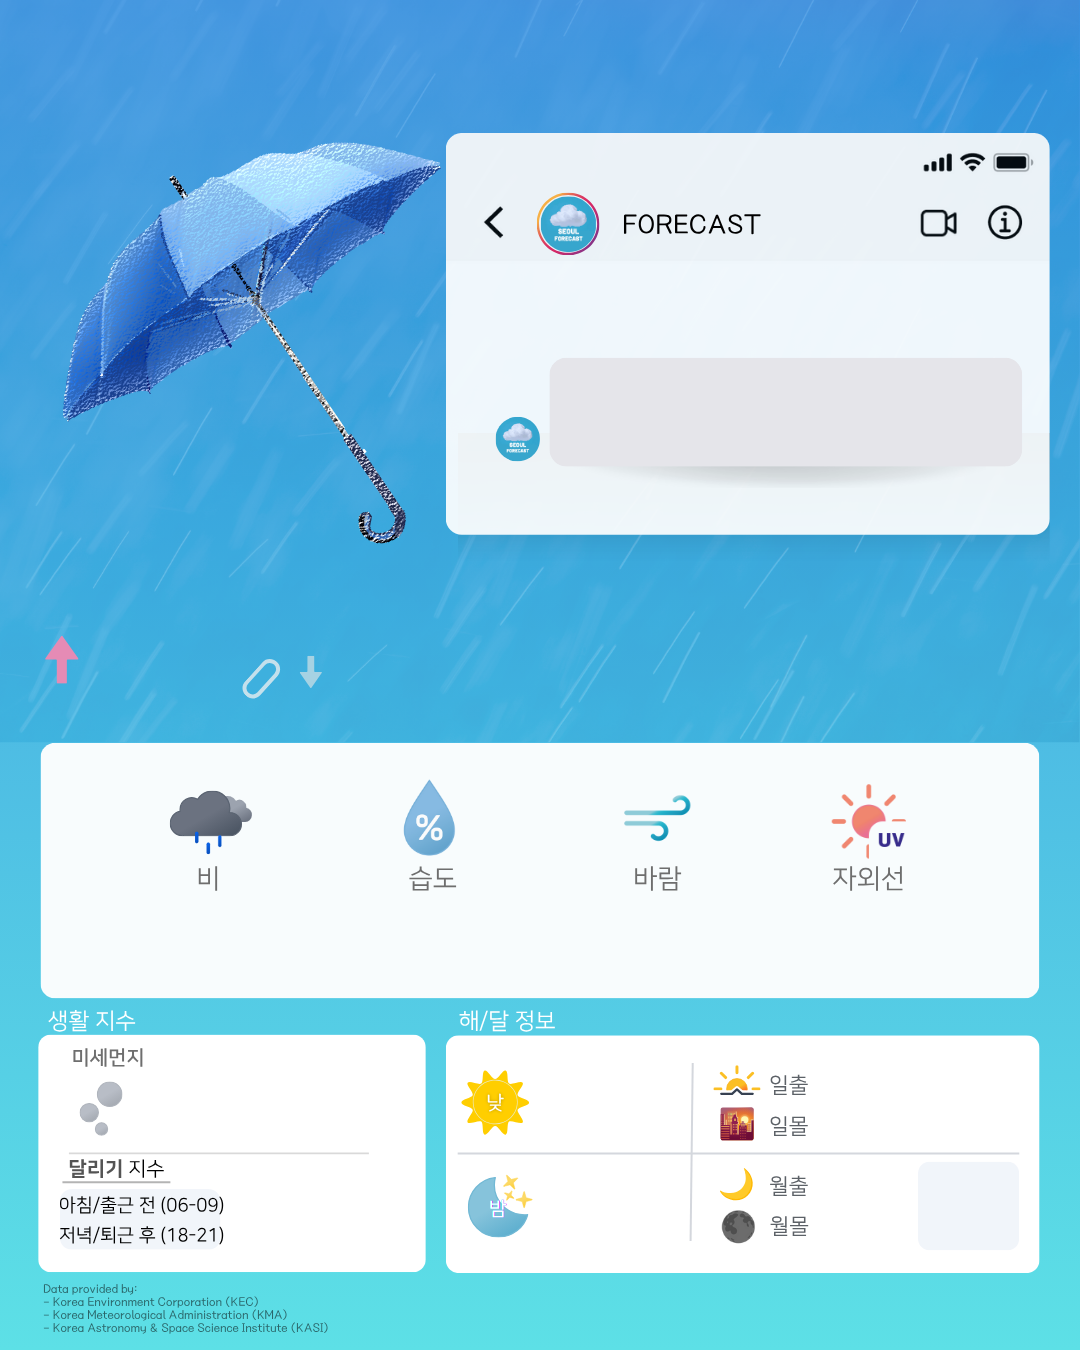 FORECAST
SEOUL
FORECAST
SEOUL
FORECAST
%
UV
비
습도
바람
자외선
생활 지수
해/달 정보
미세먼지
낮
일출
일몰
달리기 지수
아침/출근 전 (06-09)
저녁/퇴근 후 (18-21)
밤
월출
월몰
Data provided by:
- Korea Environment Corporation (KEC)
- Korea Meteorological Administration (KMA)
- Korea Astronomy & Space Science Institute (KASI)